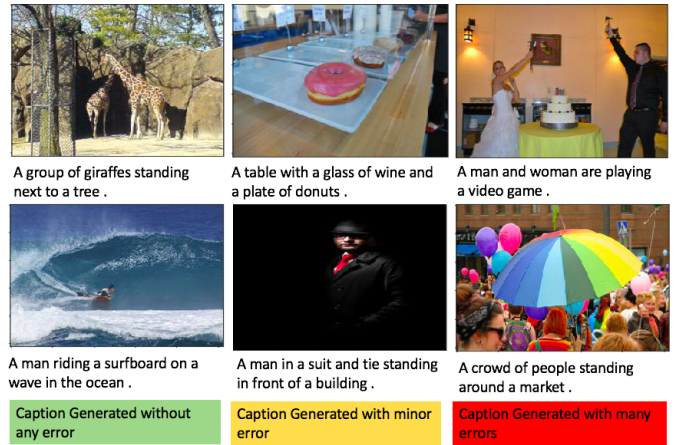 A group of giraffes standing
next to a tree .
A table with a glass of wine and
a plate of donuts .
A man and woman are playing
a video game .
A man riding a surfboard on a
wave in the ocean .
A man in a suit and tie standing
in front of a building .
A crowd of people standing
around a market .
Caption Generated without
any error
Caption Generated with minor
error
Caption Generated with many
errors